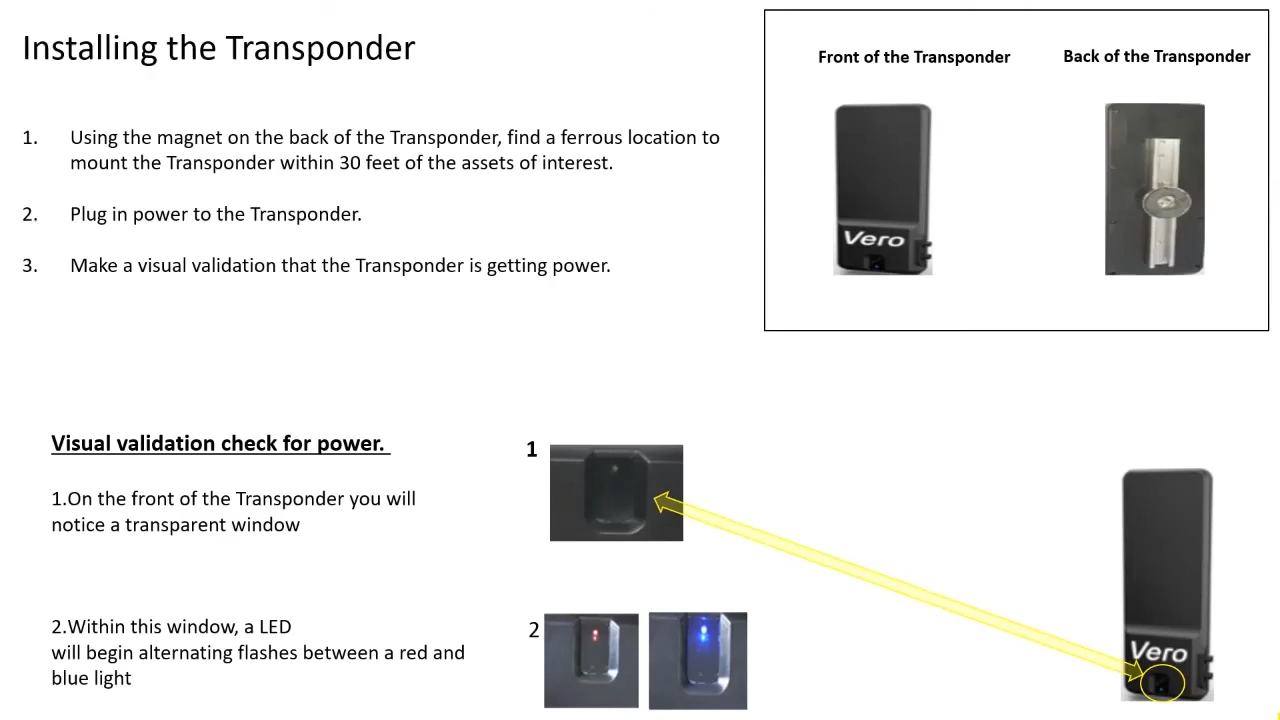 Installing the Transponder
Front of the Transponder
Back of the Transponder
1. Using the magnet on the back of the Transponder, find a ferrous location to
mount the Transponder within 30 feet of the assets of interest.
2. Plug in power to the Transponder.
3. Make a visual validation that the Transponder is getting power.
Vero
Visual validation check for power.
1
1.On the front of the Transponder you will
notice a transparent window
2
2.Within this window, a LED
will begin alternating flashes between a red and
blue light
Vero